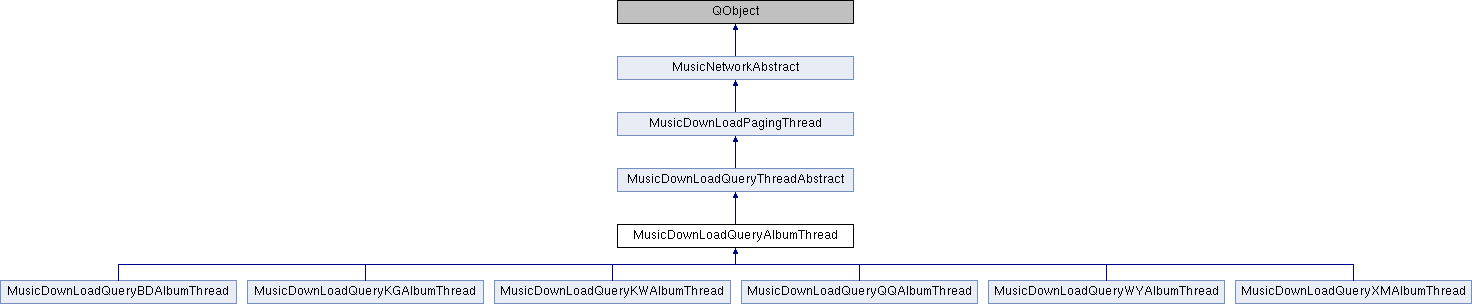 QObject
MusicNetworkAbstract
MusicDownLoadPagingThread
MusicDownLoadQueryThreadAbstract
MusicDownLoadQueryAlbumThread
MusicDownLoadQueryBDAlbumThread
MusicDownLoadQueryKGAlbumThread
MusicDownLoadQueryKWAlbumThread
MusicDownLoadQueryQQAlbumThread
MusicDownLoadQueryWYAlbumThread
MusicDownLoadQueryXMAlbumThread